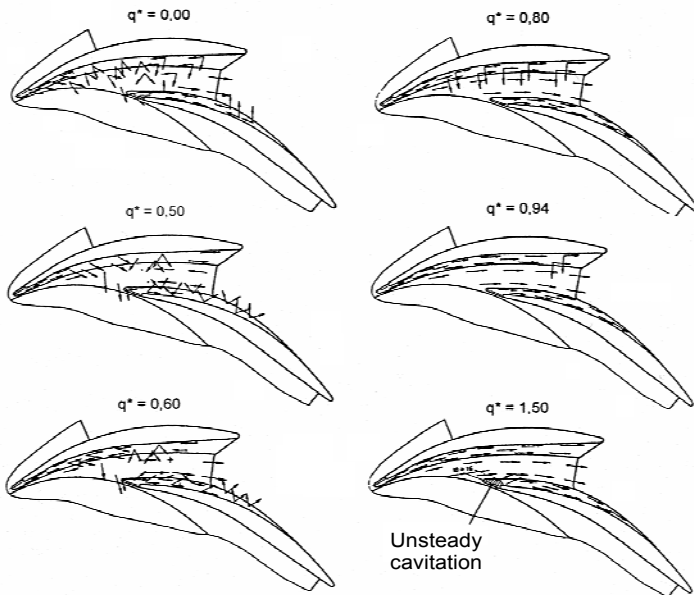 q* = 0,00
q* = 0,80
q* = 0,50
q* = 0,94
q* = 0,60
q* = 1,50
Unsteady
cavitation